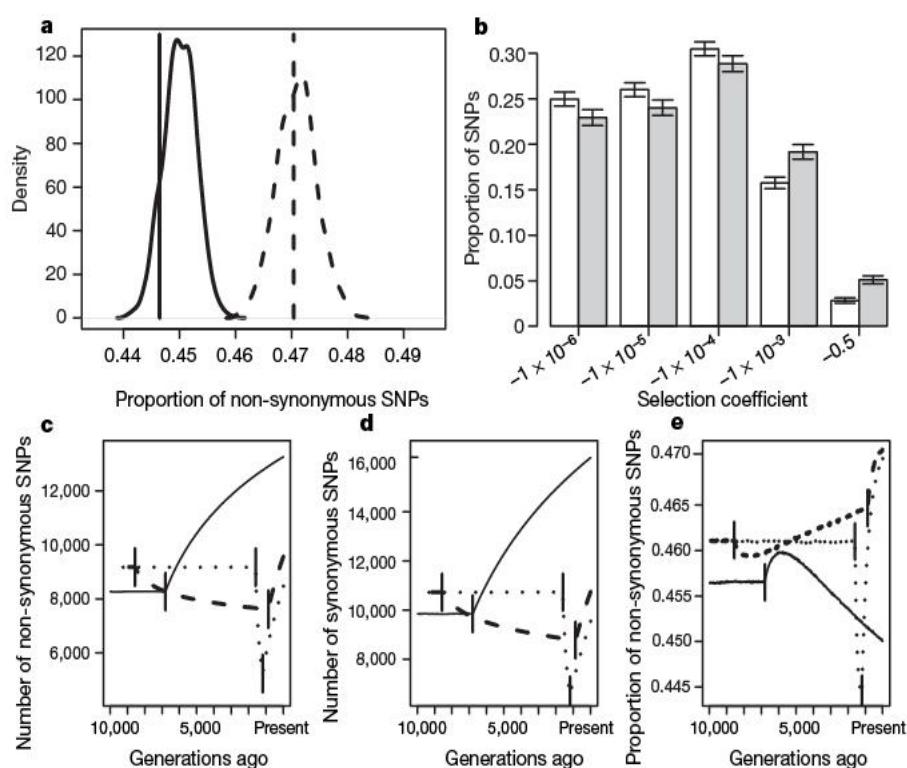 a
120
100
80
60
40
20
0
Density
0.44 0.45 0.46 0.47 0.48 0.49
Proportion of non-synonymous SNPs
b
0.30
0.25
0.20
0.15
0.10
0.05
0
Proportion of SNPs
–1 × 10⁻⁶
–1 × 10⁻⁵
–1 × 10⁻⁴
–1 × 10⁻³
–0.5
Selection coefficient
c
12,000
10,000
8,000
6,000
Number of non-synonymous SNPs
10,000 5,000 Present
Generations ago
d
16,000
14,000
12,000
10,000
8,000
Number of synonymous SNPs
10,000 5,000 Present
Generations ago
e
0.470
0.465
0.460
0.455
0.450
0.445
Proportion of non-synonymous SNPs
10,000 5,000 Present
Generations ago